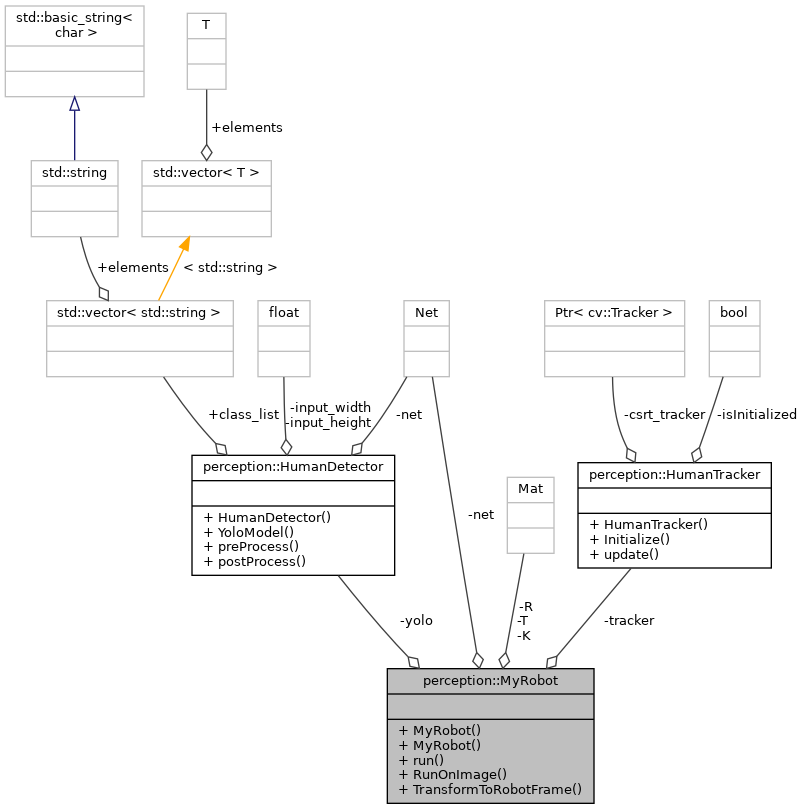 std::basic_string<
char >
T
+elements
std::string
std::vector< T >
+elements
< std::string >
std::vector< std::string >
float
Net
Ptr< cv::Tracker >
bool
+class_list
-input_width
-input_height
-net
-csrt_tracker
-isInitialized
perception::HumanDetector
+ HumanDetector()
+ YoloModel()
+ preProcess()
+ postProcess()
-net
Mat
perception::HumanTracker
+ HumanTracker()
+ Initialize()
+ update()
-yolo
-R
-T
-K
-tracker
perception::MyRobot
+ MyRobot()
+ MyRobot()
+ run()
+ RunOnImage()
+ TransformToRobotFrame()